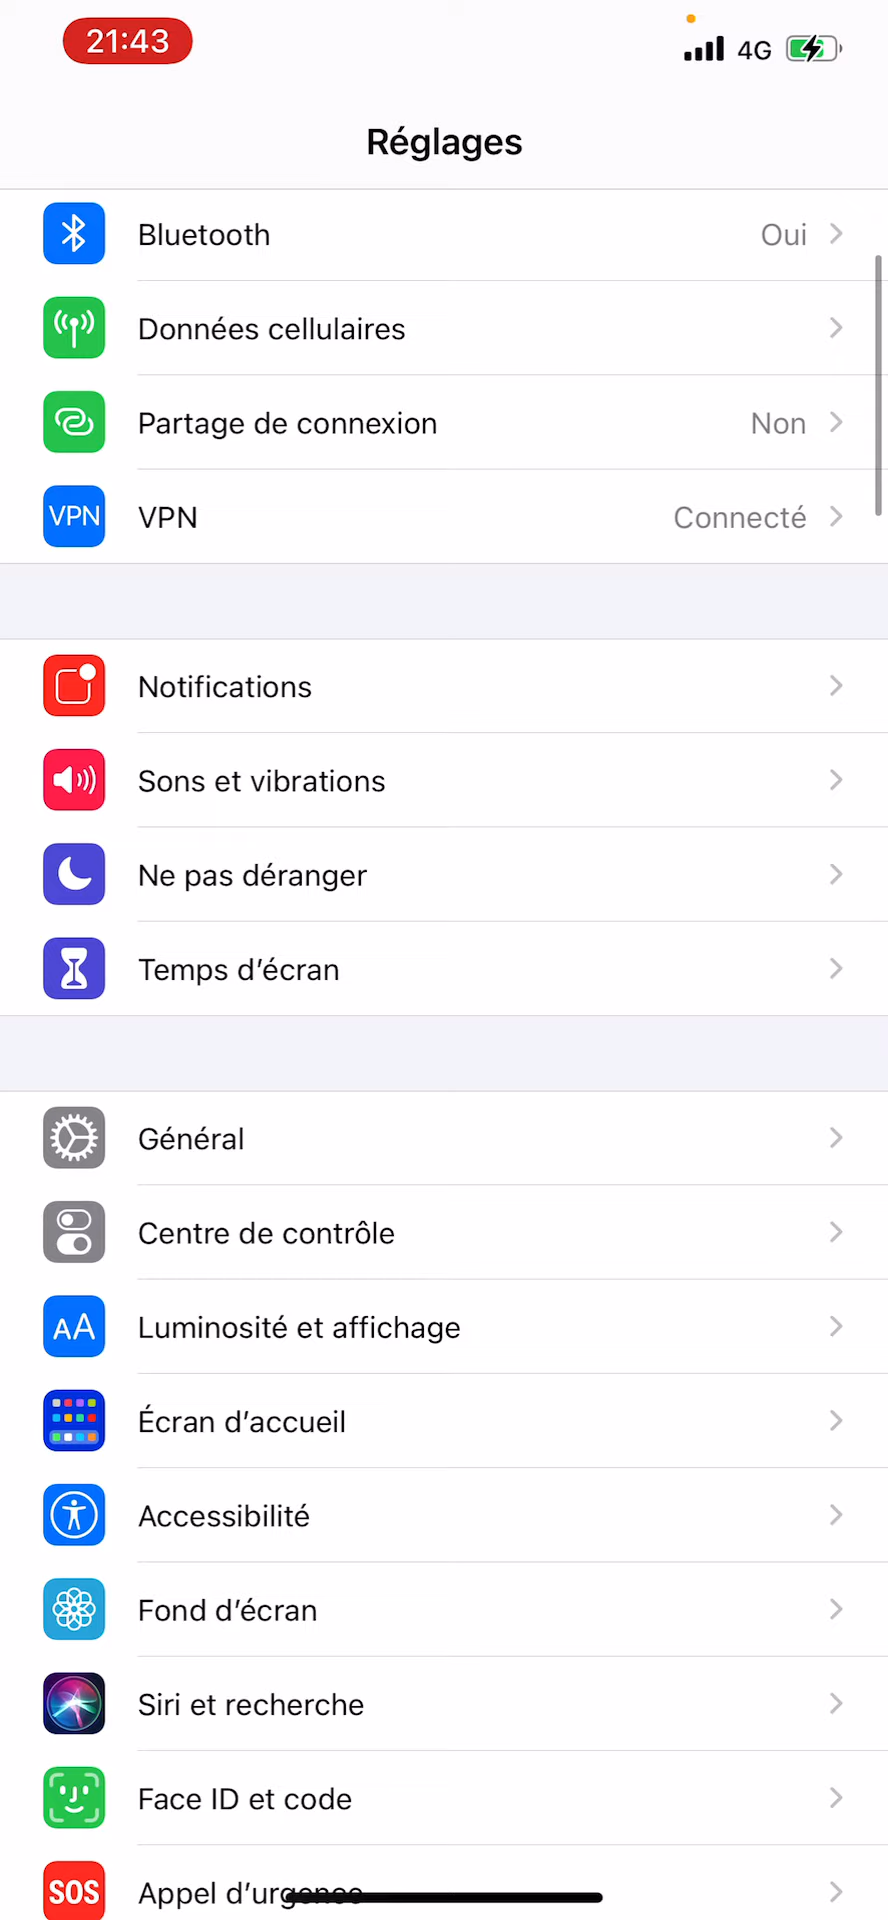 21:43
4G
Réglages
Bluetooth Oui
Données cellulaires
Partage de connexion Non
VPN VPN Connecté
Notifications
Sons et vibrations
Ne pas déranger
Temps d’écran
Général
Centre de contrôle
AA Luminosité et affichage
Écran d’accueil
Accessibilité
Fond d’écran
Siri et recherche
Face ID et code
SOS Appel d’urgence